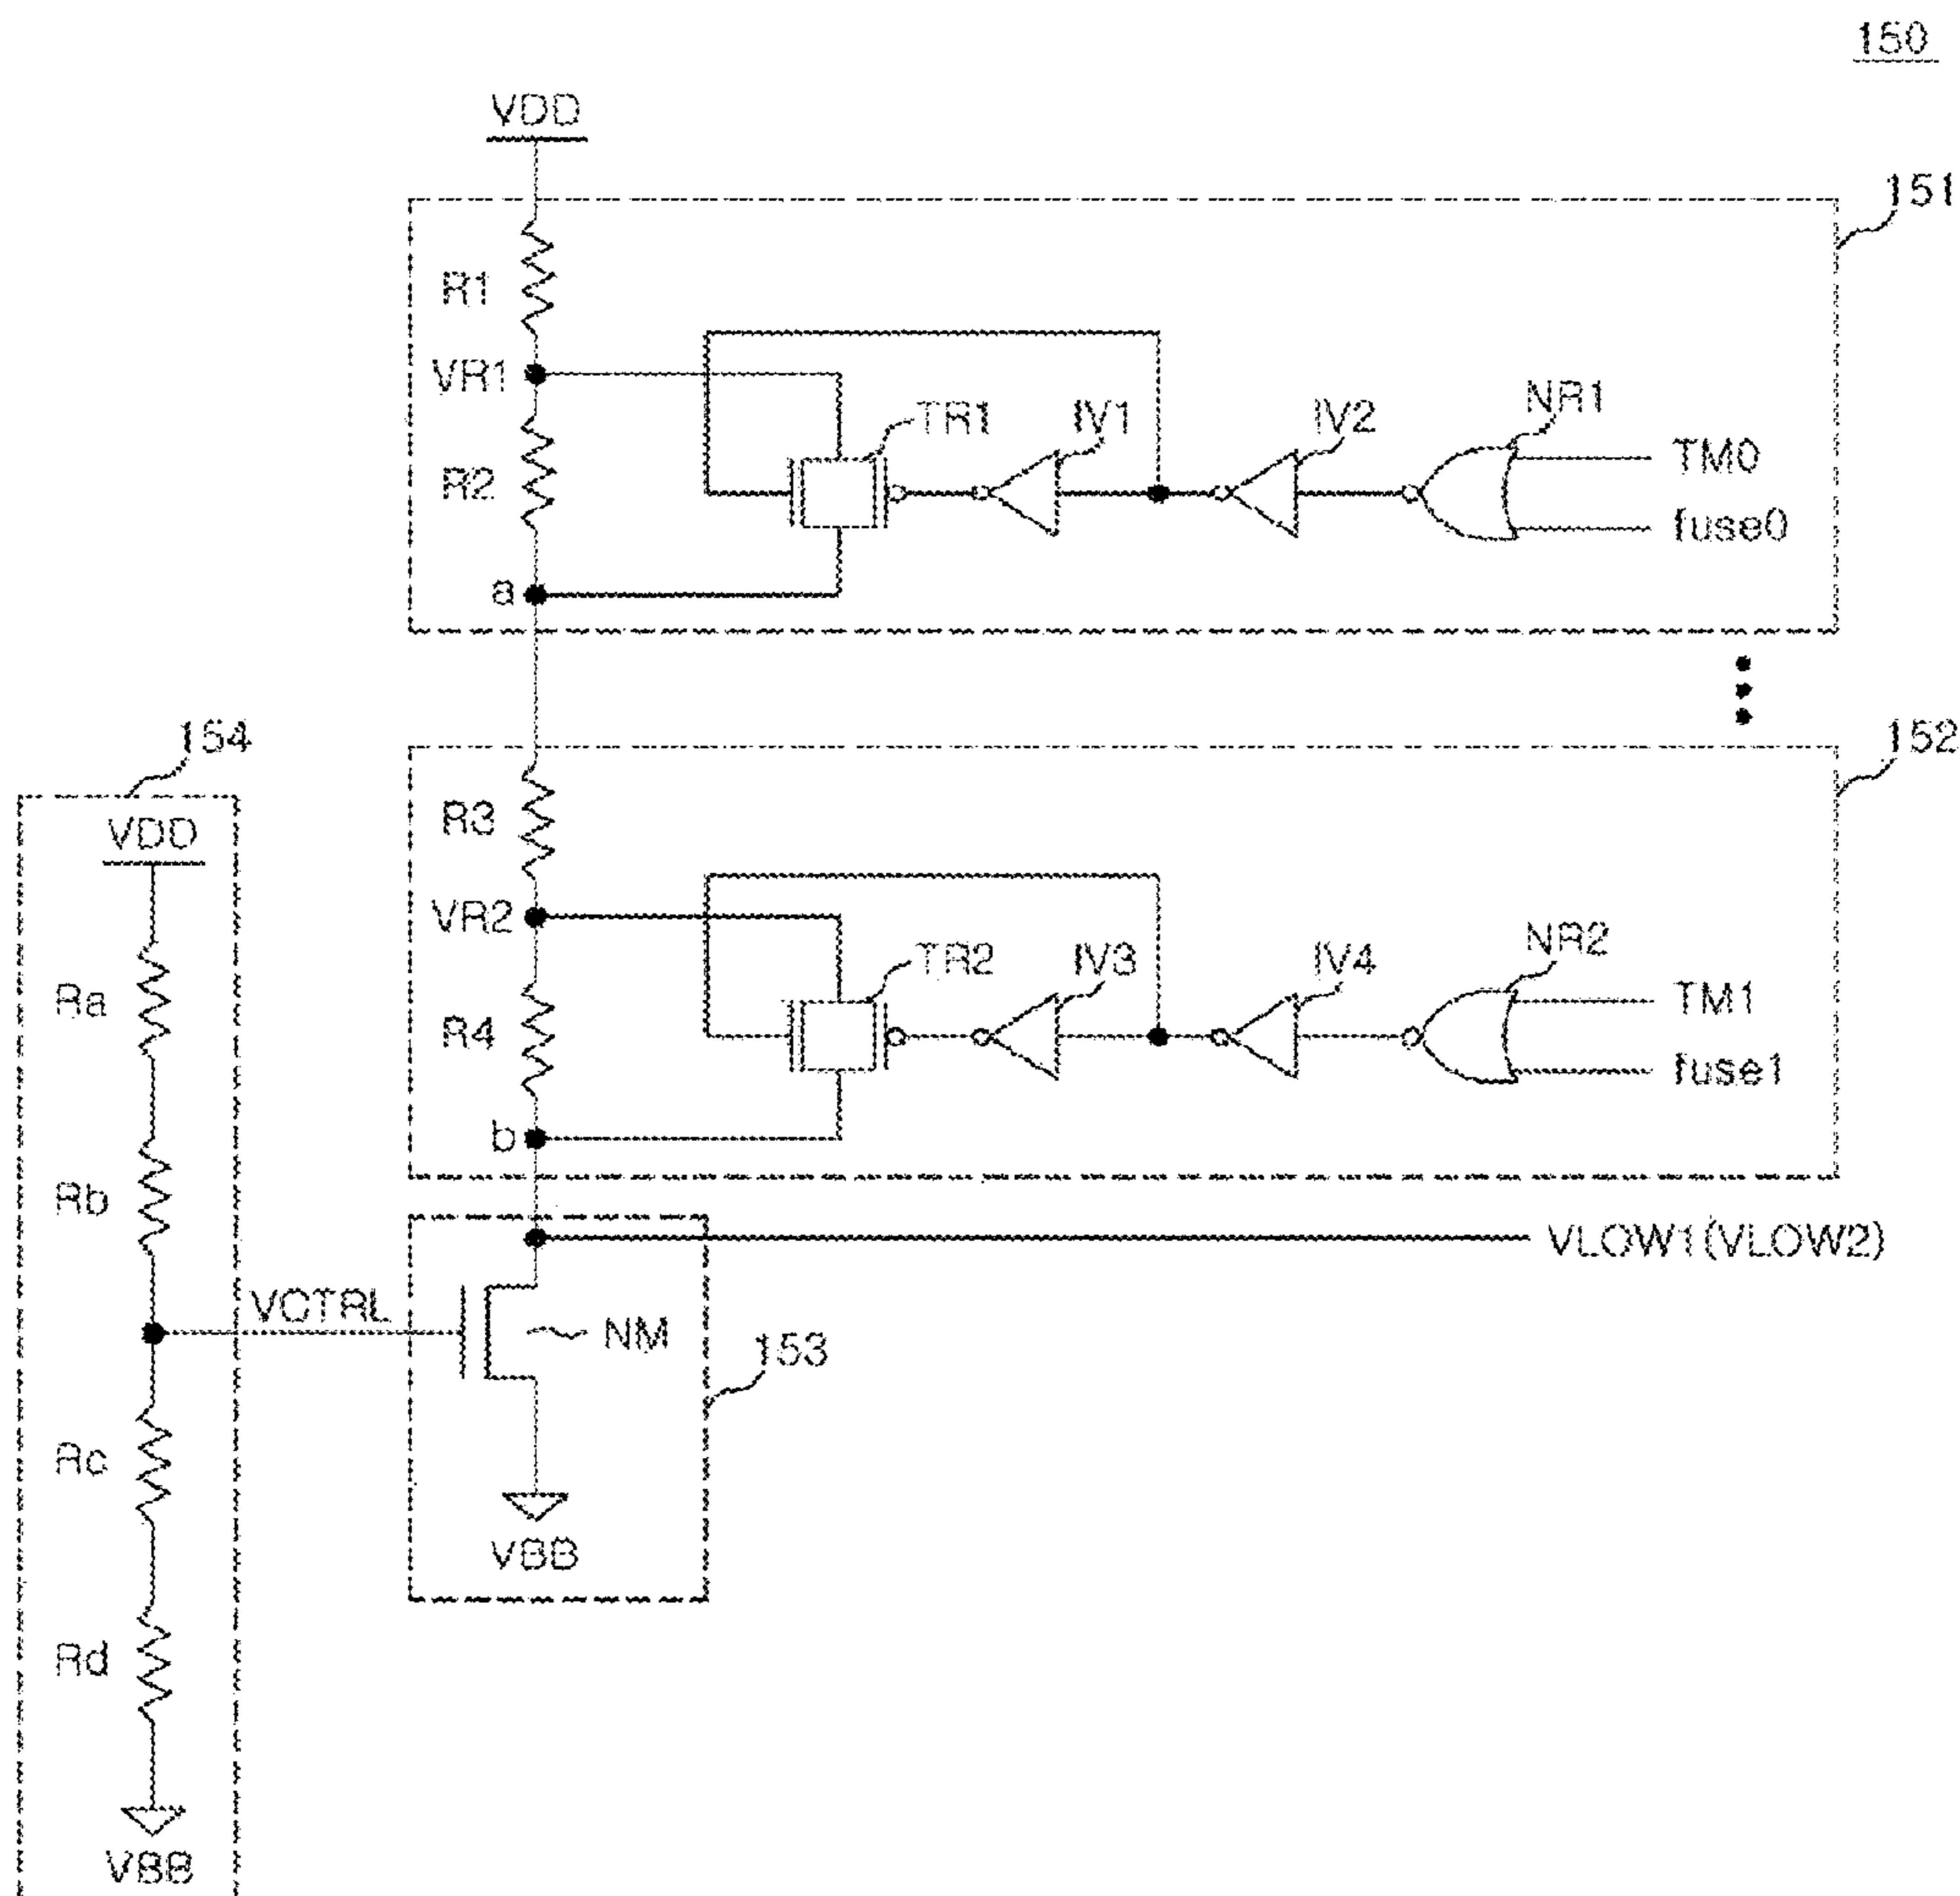 150
VDD
151
R1
VR1
TR1
IV1
IV2
NR1
TM0
R2
fuse0
a
154
152
VDD
R3
VR2
TR2
IV3
IV4
NR2
TM1
Ra
R4
fuse1
b
Rb
VLOW1(VLOW2)
VCTRL
NM
153
Rc
VBB
Rd
VBB